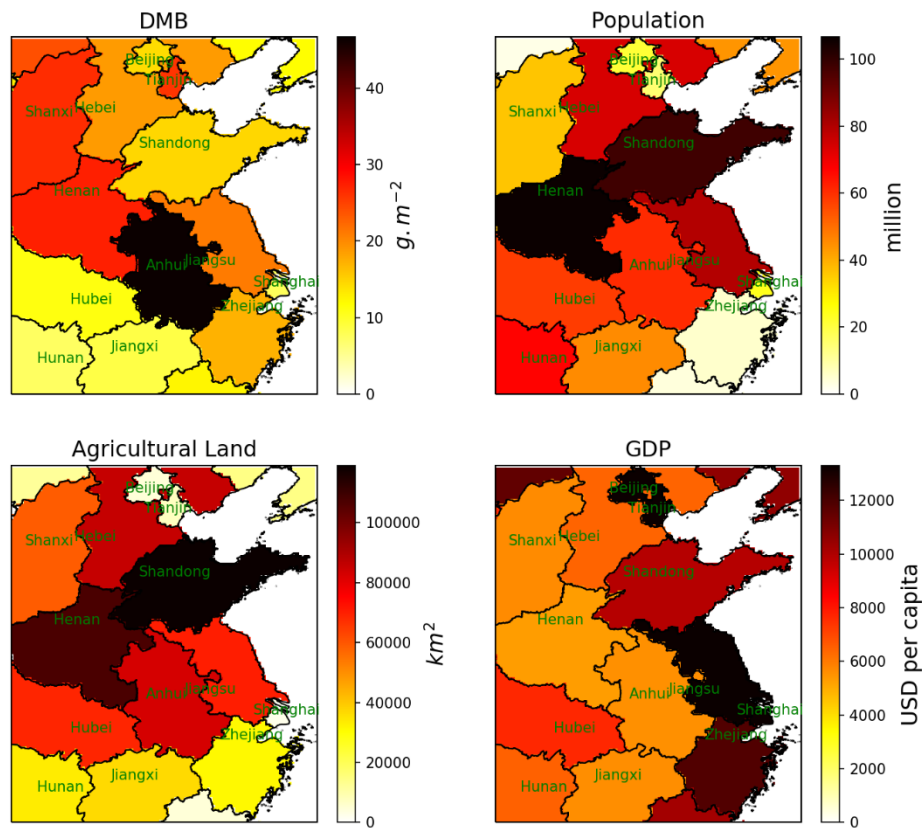 DMB
Beijing
Tianjin
Shanxi
Hebei
Shandong
Henan
Anhui
Jiangsu
Shanghai
Hubei
Zhejiang
Hunan
Jiangxi
40
30
20
10
0
g.m⁻²
Population
Beijing
Tianjin
Shanxi
Hebei
Shandong
Henan
Anhui
Jiangsu
Shanghai
Hubei
Zhejiang
Hunan
Jiangxi
100
80
60
40
20
0
million
Agricultural Land
Beijing
Tianjin
Shanxi
Hebei
Shandong
Henan
Anhui
Jiangsu
Shanghai
Hubei
Zhejiang
Hunan
Jiangxi
100000
80000
60000
40000
20000
0
km²
GDP
Beijing
Tianjin
Shanxi
Hebei
Shandong
Henan
Anhui
Jiangsu
Shanghai
Hubei
Zhejiang
Hunan
Jiangxi
12000
10000
8000
6000
4000
2000
0
USD per capita